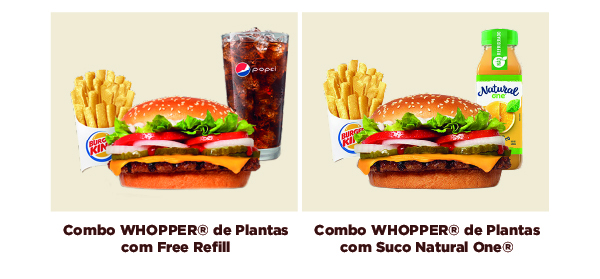 pepsi
BURGER
KING
Natural
one
BURGER
KING
Combo WHOPPER® de Plantas
com Free Refill
Combo WHOPPER® de Plantas
com Suco Natural One®